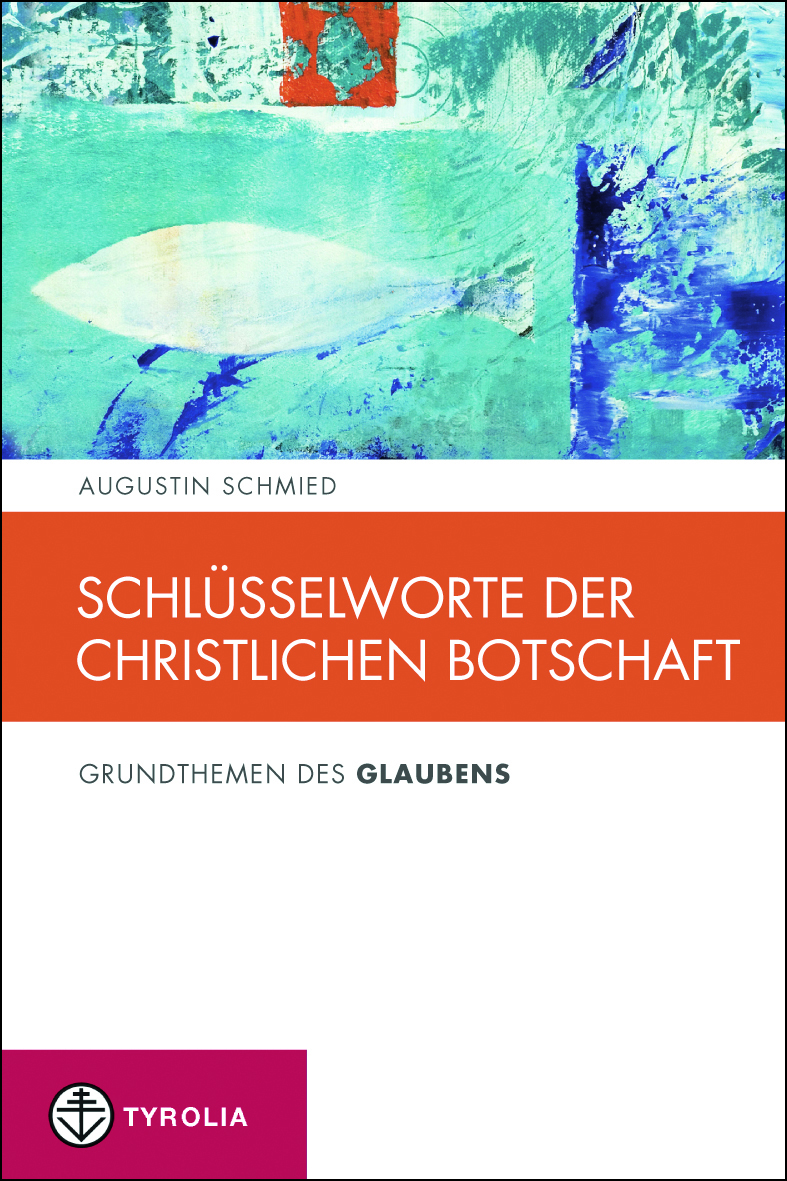 AUGUSTIN SCHMIED
SCHLÜSSELWORTE DER
CHRISTLICHEN BOTSCHAFT
GRUNDTHEMEN DES GLAUBENS
TYROLIA